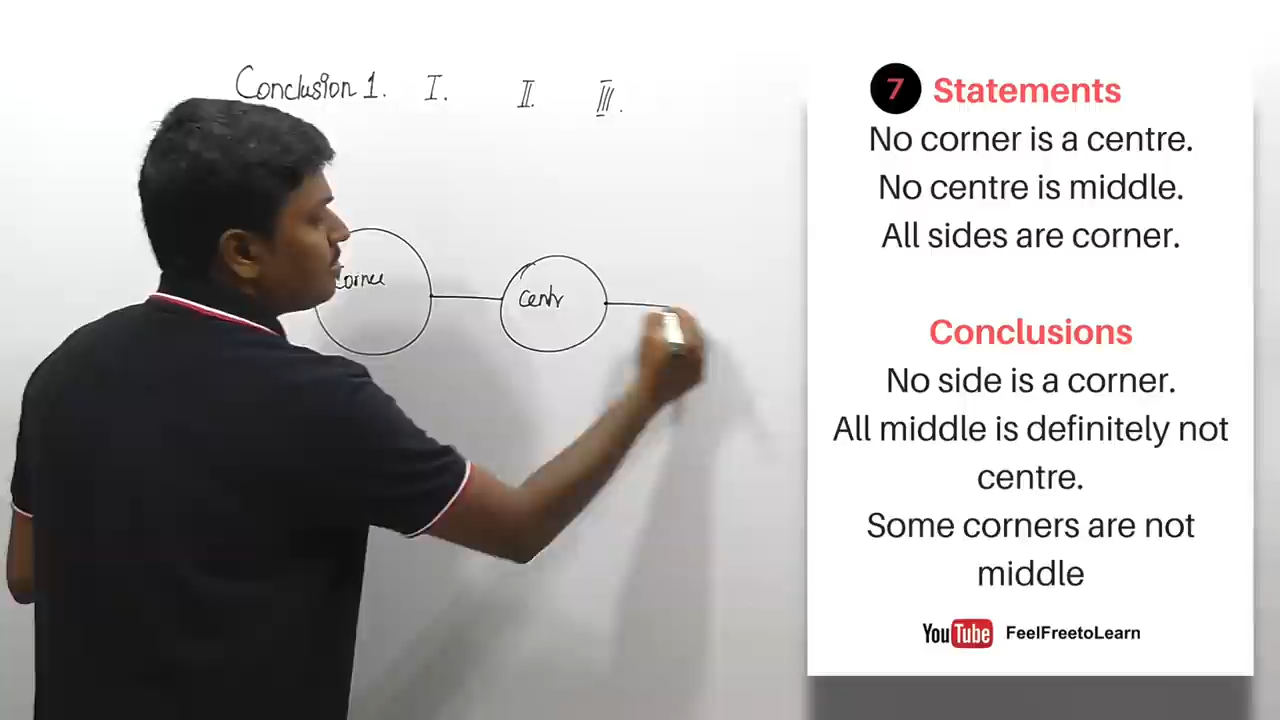 Conclusion 1. I. II. III.
Corner
Centr
7 Statements
No corner is a centre.
No centre is middle.
All sides are corner.
Conclusions
No side is a corner.
All middle is definitely not
centre.
Some corners are not
middle
YouTube FeelFreetoLearn